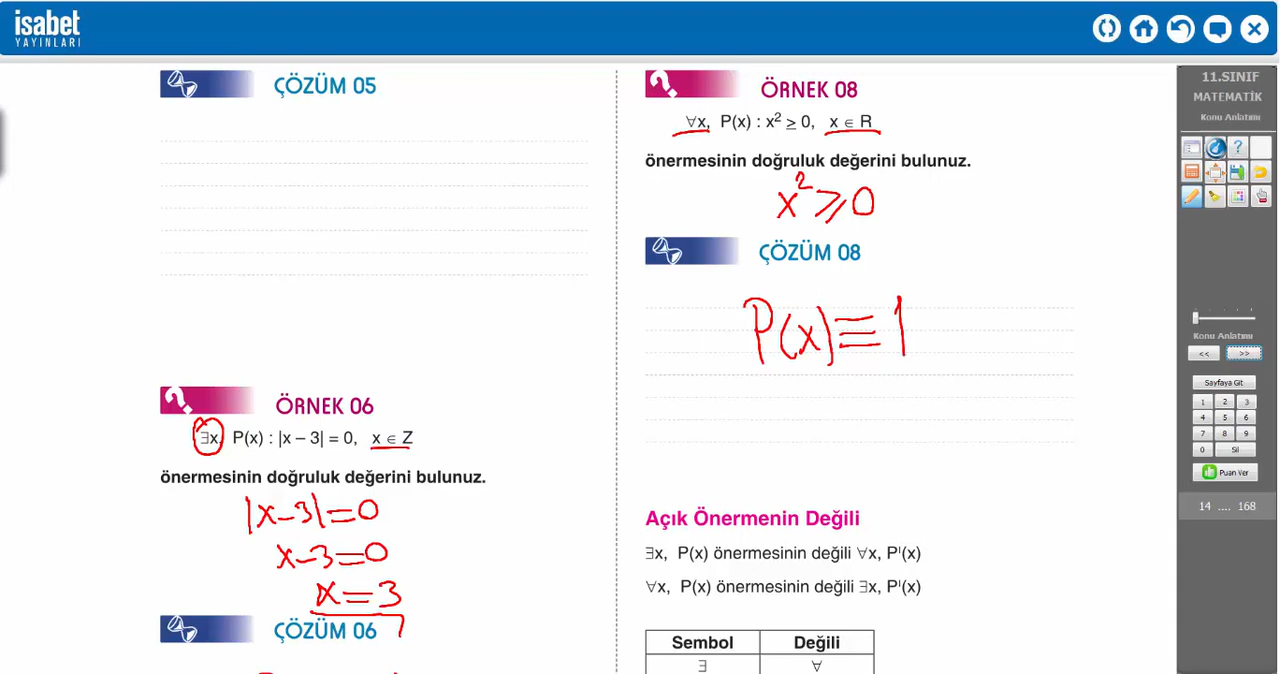 isabet
YAYINLARI
ÇÖZÜM 05
ÖRNEK 06
∃x, P(x) : |x – 3| = 0, x ∈ Z
önermesinin doğruluk değerini bulunuz.
|x-3|=0
x-3=0
x=3
ÇÖZÜM 06
ÖRNEK 08
∀x, P(x) : x² ≥ 0, x ∈ R
önermesinin doğruluk değerini bulunuz.
x²≥0
ÇÖZÜM 08
P(x)≡1
Açık Önermenin Değili
∃x, P(x) önermesinin değili ∀x, Pᶦ(x)
∀x, P(x) önermesinin değili ∃x, Pᶦ(x)
Sembol Değili
∃ ∀
11.SINIF
MATEMATİK
Konu Anlatımı
Konu Anlatımı
<< >>
Sayfaya Git
1 2 3
4 5 6
7 8 9
0 Sil
Puan Ver
14 .... 168